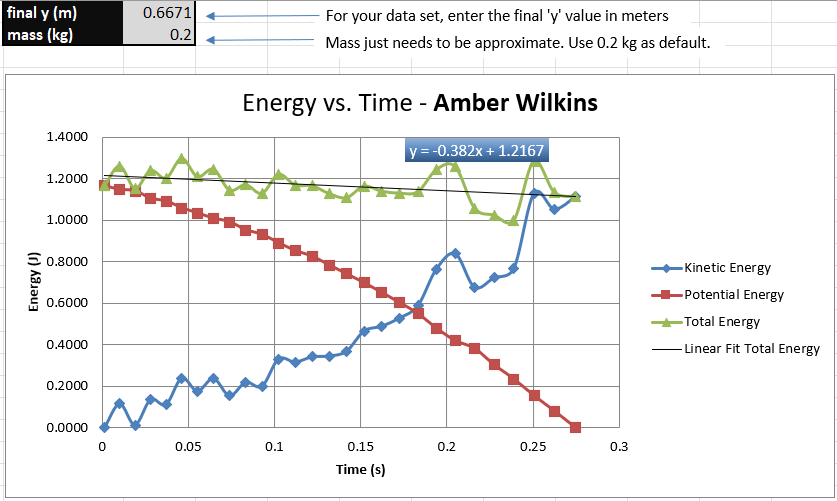 final y (m) 0.6671 For your data set, enter the final 'y' value in meters
mass (kg) 0.2 Mass just needs to be approximate. Use 0.2 kg as default.
Energy vs. Time - Amber Wilkins
y = -0.382x + 1.2167
1.4000
1.2000
1.0000
0.8000
0.6000
0.4000
0.2000
0.0000
Energy (J)
0 0.05 0.1 0.15 0.2 0.25 0.3
Time (s)
Kinetic Energy
Potential Energy
Total Energy
Linear Fit Total Energy